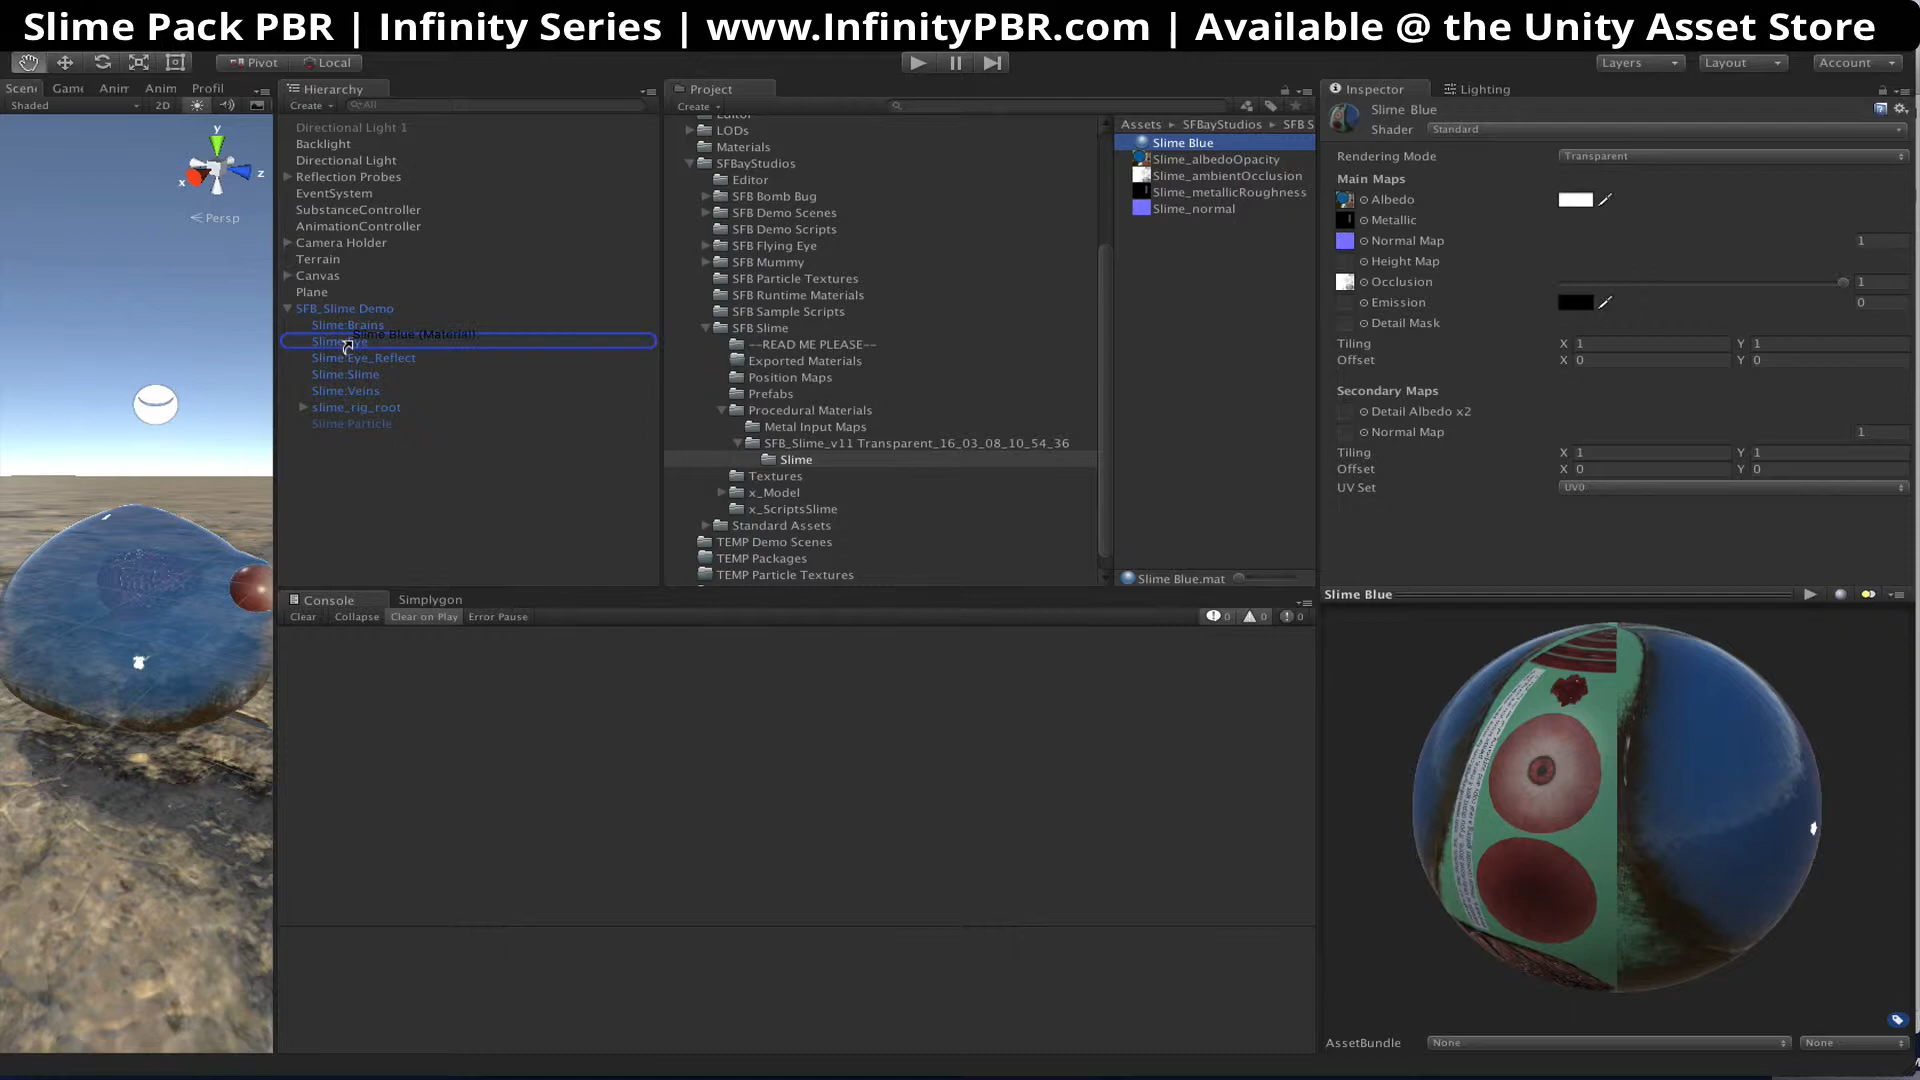 Slime Pack PBR | Infinity Series | www.InfinityPBR.com | Available @ the Unity Asset Store
Pivot Local Layers Layout Account
Scene Game Anim Anim Profil
Shaded 2D
y
x z
Persp
Hierarchy
Create All
Directional Light 1
Backlight
Directional Light
Reflection Probes
EventSystem
SubstanceController
AnimationController
Camera Holder
Terrain
Canvas
Plane
SFB_Slime Demo
Slime:Brains
Slime Blue (Material)
Slime:Eye
Slime:Eye_Reflect
Slime:Slime
Slime:Veins
slime_rig_root
Slime Particle
Project
Create
Editor
LODs
Materials
SFBayStudios
Editor
SFB Bomb Bug
SFB Demo Scenes
SFB Demo Scripts
SFB Flying Eye
SFB Mummy
SFB Particle Textures
SFB Runtime Materials
SFB Sample Scripts
SFB Slime
--READ ME PLEASE--
Exported Materials
Position Maps
Prefabs
Procedural Materials
Metal Input Maps
SFB_Slime_v11 Transparent_16_03_08_10_54_36
Slime
Textures
x_Model
x_ScriptsSlime
Standard Assets
TEMP Demo Scenes
TEMP Packages
TEMP Particle Textures
Assets SFBayStudios SFB S
Slime Blue
Slime_albedoOpacity
Slime_ambientOcclusion
Slime_metallicRoughness
Slime_normal
Slime Blue.mat
Inspector Lighting
Slime Blue
Shader Standard
Rendering Mode Transparent
Main Maps
Albedo
Metallic
Normal Map 1
Height Map
Occlusion 1
Emission 0
Detail Mask
Tiling X 1 Y 1
Offset X 0 Y 0
Secondary Maps
Detail Albedo x2
Normal Map 1
Tiling X 1 Y 1
Offset X 0 Y 0
UV Set UV0
Console Simplygon
Clear Collapse Clear on Play Error Pause 0 0 0
Slime Blue
AssetBundle None None